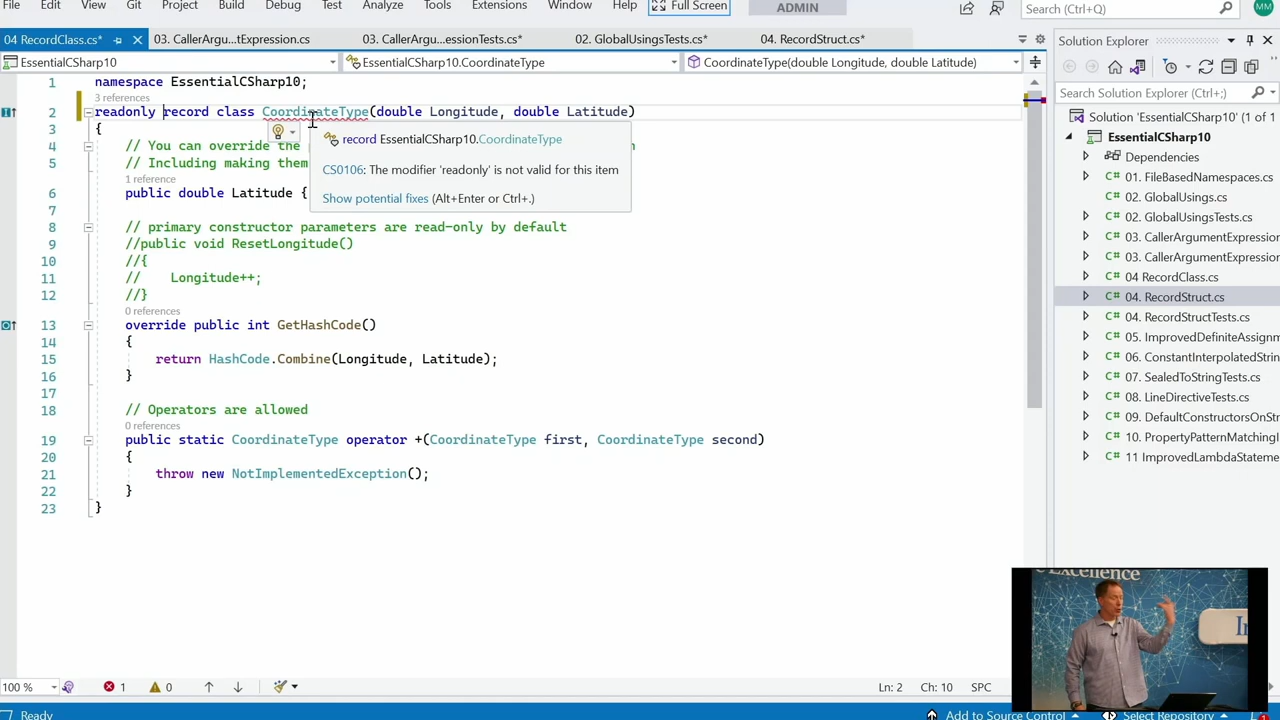 File Edit View Git Project Build Debug Test Analyze Tools Extensions Window Help Full Screen ADMIN Search (Ctrl+Q) MM
04 RecordClass.cs* 03. CallerArgu...tExpression.cs 03. CallerArgu...essionTests.cs* 02. GlobalUsingsTests.cs* 04. RecordStruct.cs*
EssentialCSharp10 EssentialCSharp10.CoordinateType CoordinateType(double Longitude, double Latitude)
1 namespace EssentialCSharp10;
3 references
2 readonly record class CoordinateType(double Longitude, double Latitude)
3 {
record EssentialCSharp10.CoordinateType
CS0106: The modifier 'readonly' is not valid for this item
Show potential fixes (Alt+Enter or Ctrl+.)
4 // You can override the
5 // Including making them
1 reference
6 public double Latitude {
7
8 // primary constructor parameters are read-only by default
9 //public void ResetLongitude()
10 //{
11 // Longitude++;
12 //}
0 references
13 override public int GetHashCode()
14 {
15 return HashCode.Combine(Longitude, Latitude);
16 }
17
18 // Operators are allowed
0 references
19 public static CoordinateType operator +(CoordinateType first, CoordinateType second)
20 {
21 throw new NotImplementedException();
22 }
23 }
Solution Explorer
Search Solution Explorer (Ctrl+;)
Solution 'EssentialCSharp10' (1 of 1
EssentialCSharp10
Dependencies
C# 01. FileBasedNamespaces.cs
C# 02. GlobalUsings.cs
C# 02. GlobalUsingsTests.cs
C# 03. CallerArgumentExpression
C# 03. CallerArgumentExpression
C# 04 RecordClass.cs
C# 04. RecordStruct.cs
C# 04. RecordStructTests.cs
C# 05. ImprovedDefiniteAssignm
C# 06. ConstantInterpolatedStrin
C# 07. SealedToStringTests.cs
C# 08. LineDirectiveTests.cs
C# 09. DefaultConstructorsOnStr
C# 10. PropertyPatternMatchingI
C# 11 ImprovedLambdaStateme
Excellence
100 % 1 0 Ln: 2 Ch: 10 SPC
Ready Add to Source Control Select Repository